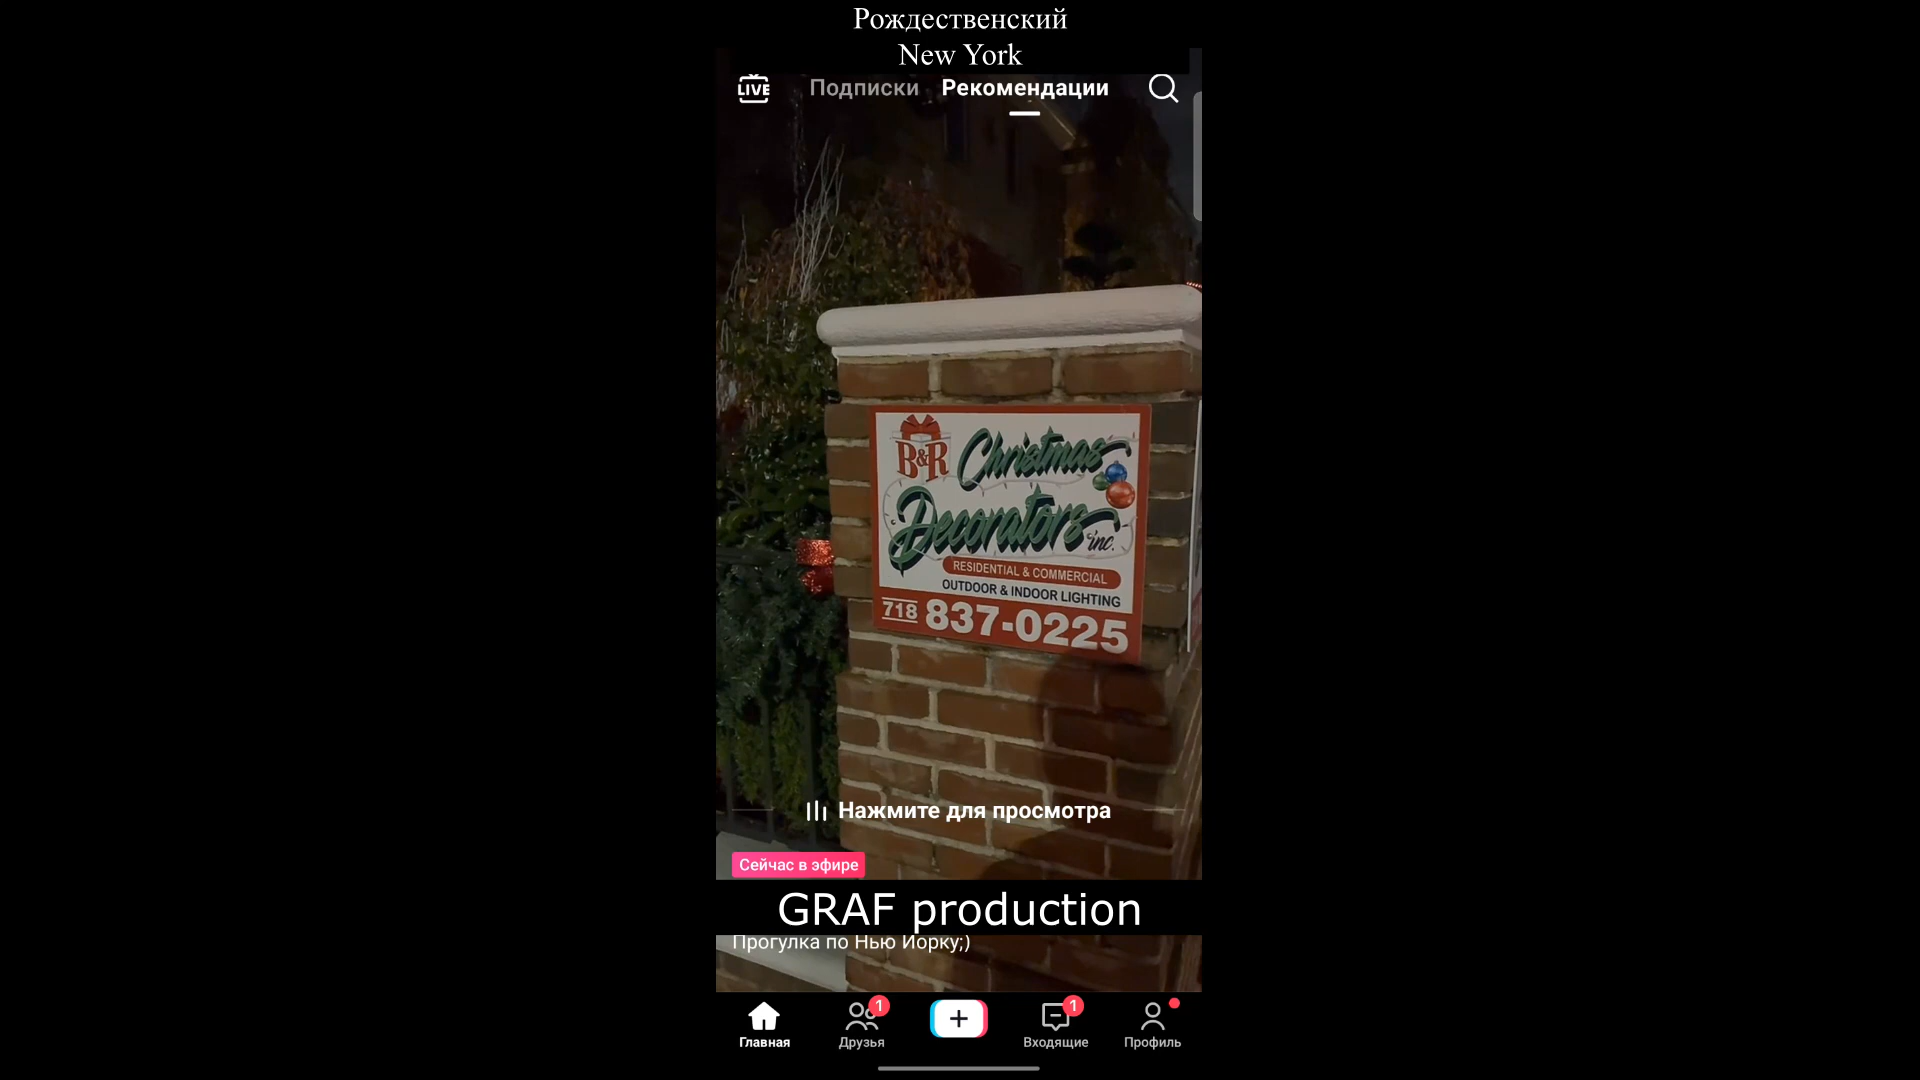 Рождественский
New York
LIVE
Подписки Рекомендации
B&R Christmas
Decorators inc.
RESIDENTIAL & COMMERCIAL
OUTDOOR & INDOOR LIGHTING
718 837-0225
Нажмите для просмотра
Сейчас в эфире
GRAF production
Прогулка по Нью Йорку;)
Главная
Друзья 1
Входящие 1
Профиль